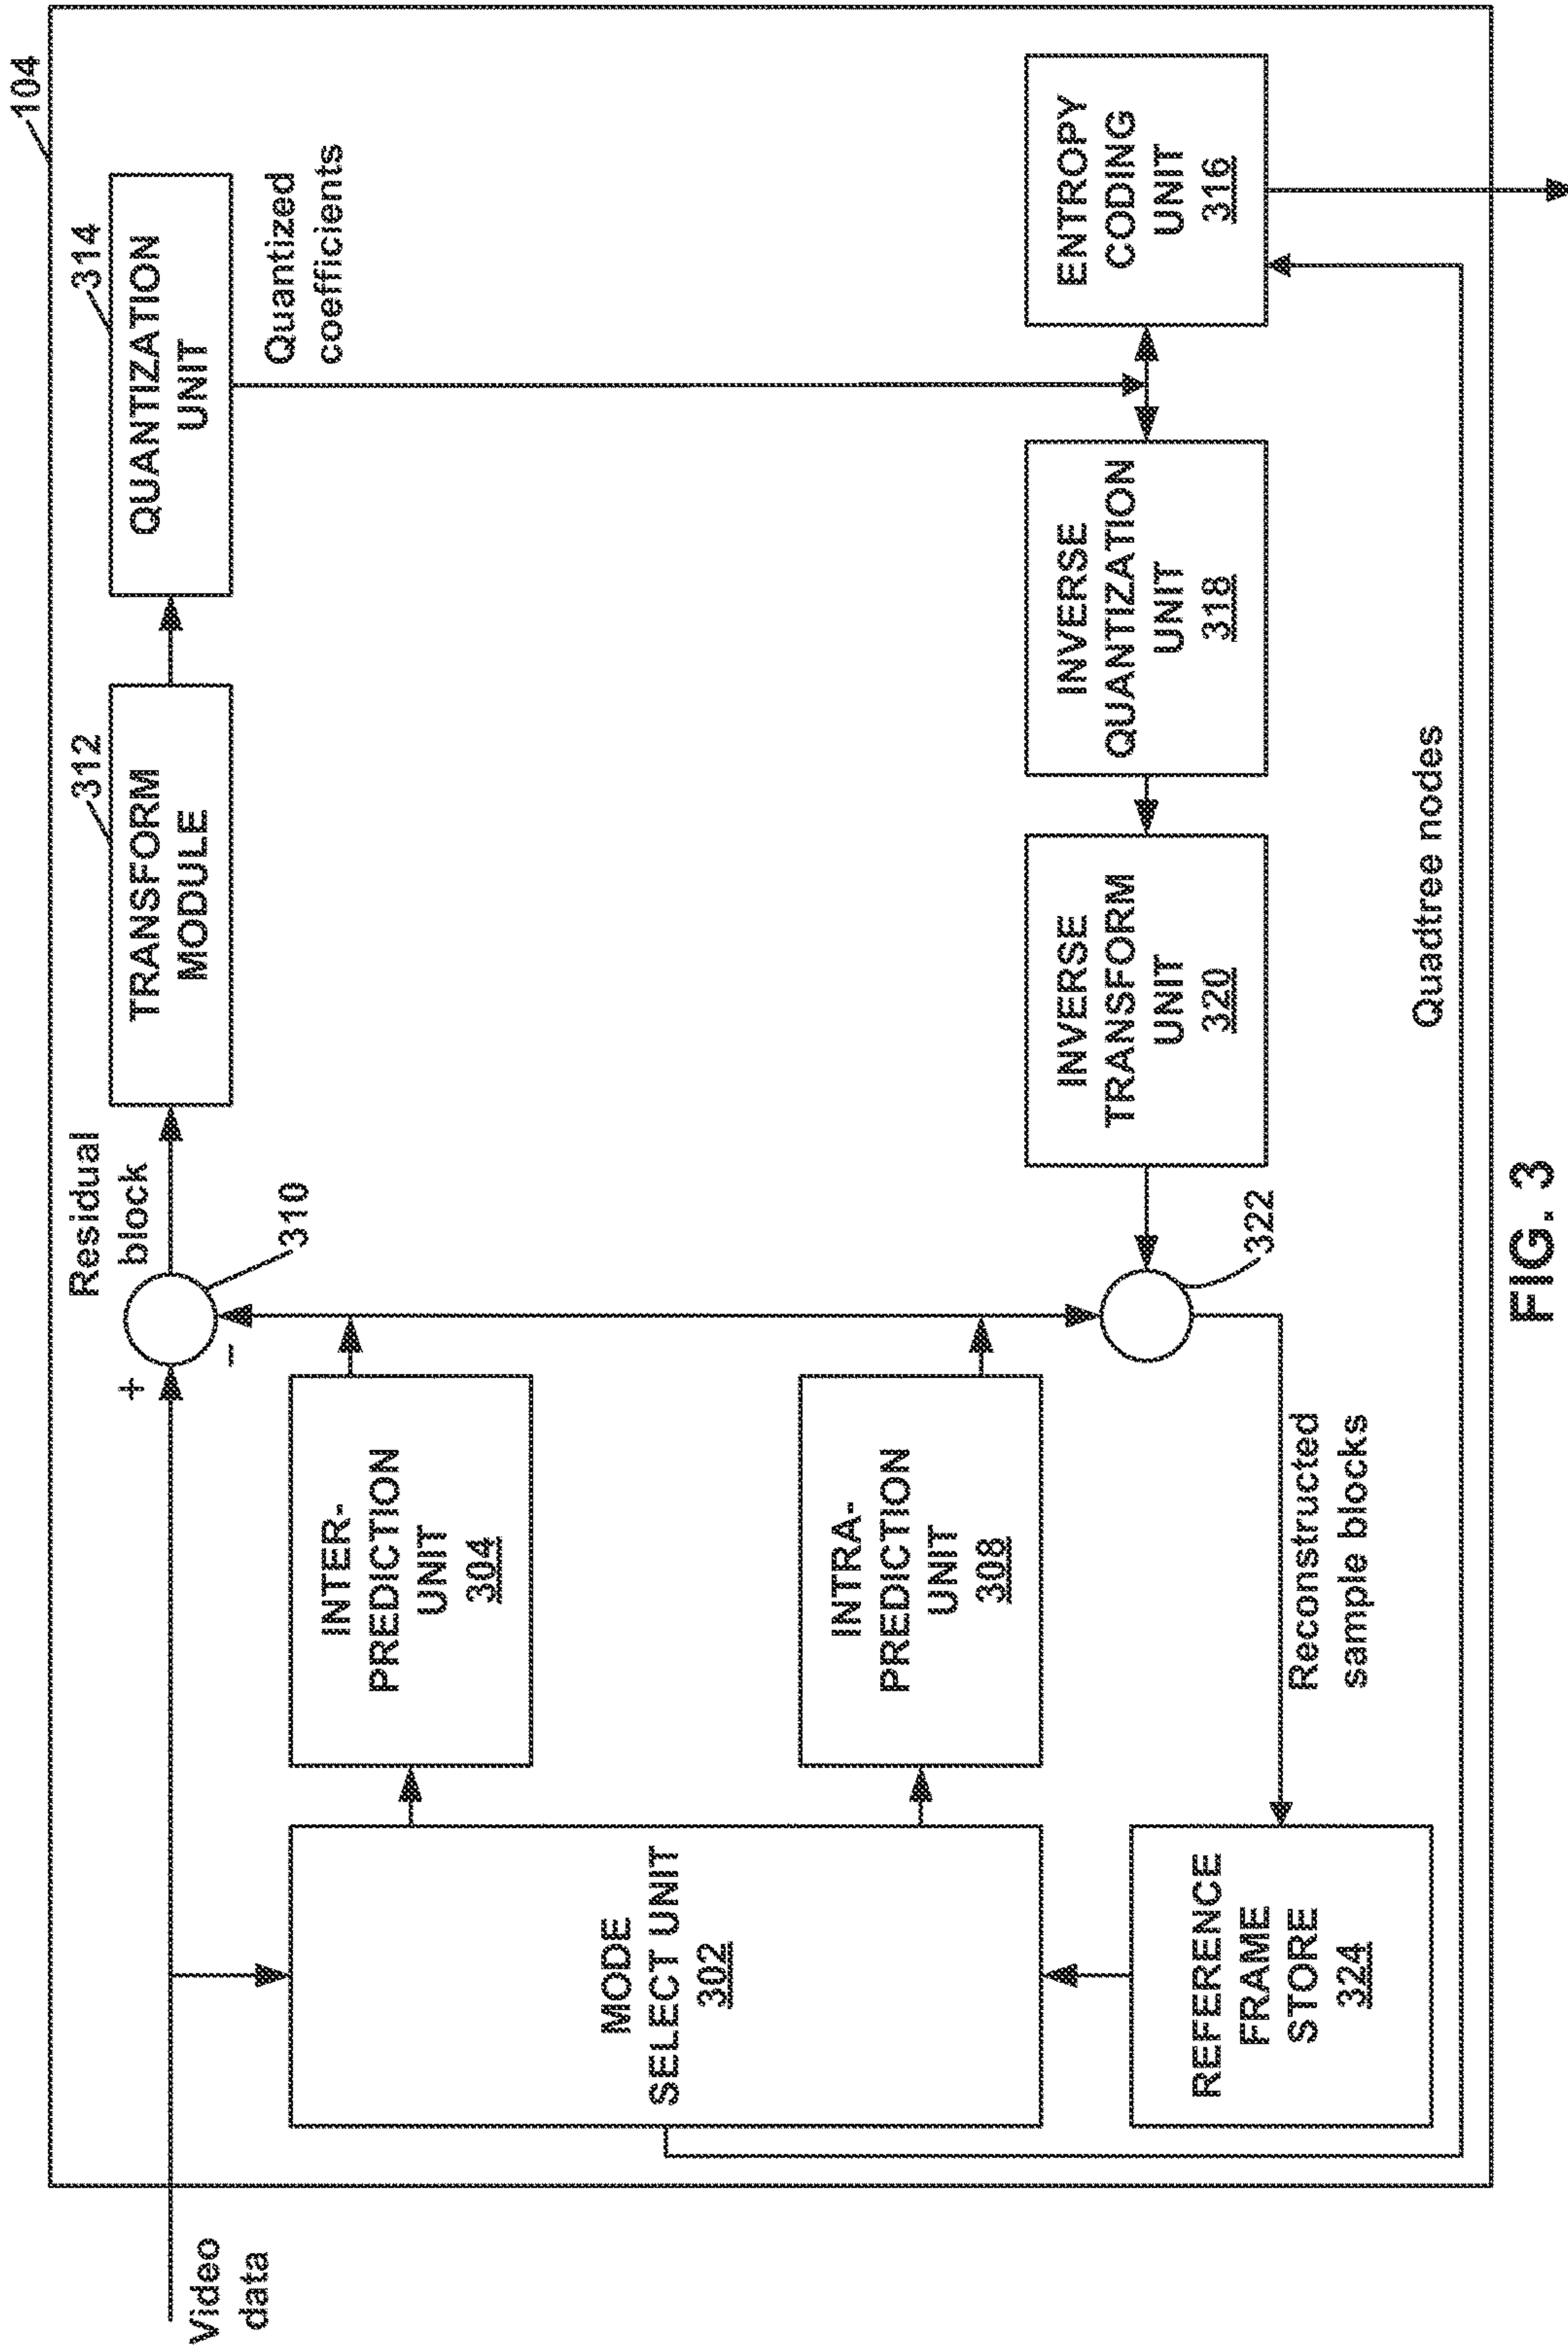 104
Video
data
+
−
Residual
block
310
312
TRANSFORM
MODULE
314
QUANTIZATION
UNIT
Quantized
coefficients
MODE
SELECT UNIT
302
INTER-
PREDICTION
UNIT
304
INTRA-
PREDICTION
UNIT
308
322
INVERSE
TRANSFORM
UNIT
320
INVERSE
QUANTIZATION
UNIT
318
ENTROPY
CODING
UNIT
316
REFERENCE
FRAME
STORE
324
Reconstructed
sample blocks
Quadtree nodes
FIG. 3